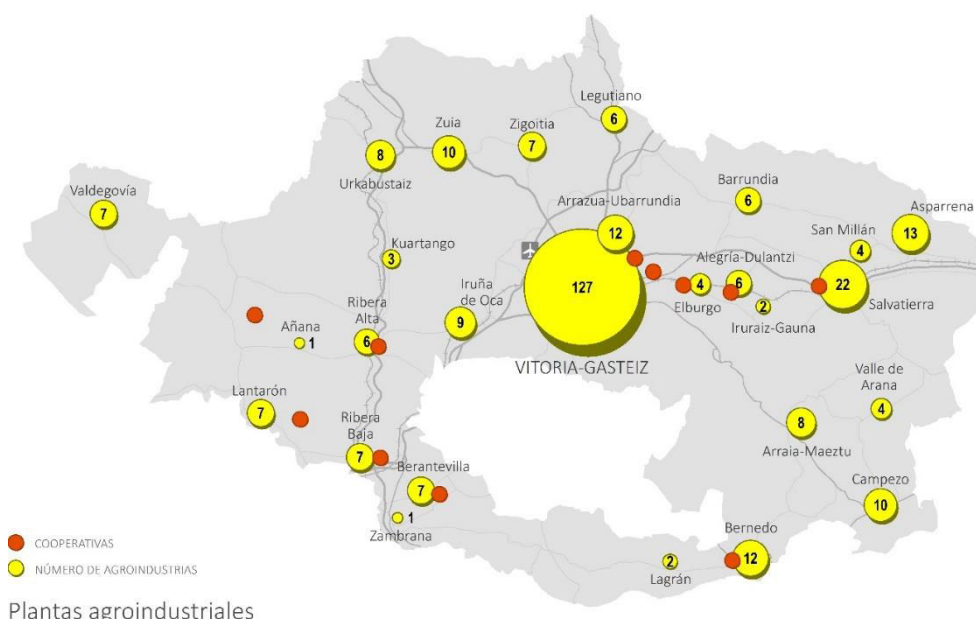 Legutiano
6
Zuia
10
Zigoitia
7
8
Urkabustaiz
Valdegovía
7
Barrundia
6
Arrazua-Ubarrundia
12
Asparrena
13
San Millán
4
Kuartango
3
Alegría-Dulantzi
6
127
4
Elburgo
22
Salvatierra
2
Iruraiz-Gauna
Iruña
de Oca
9
Ribera
Alta
6
Añana
1
VITORIA-GASTEIZ
Lantarón
7
Valle de
Arana
4
8
Arraia-Maeztu
Ribera
Baja
7
Berantevilla
7
Campezo
10
1
Zambrana
Bernedo
12
2
Lagrán
COOPERATIVAS
NÚMERO DE AGROINDUSTRIAS
Plantas agroindustriales